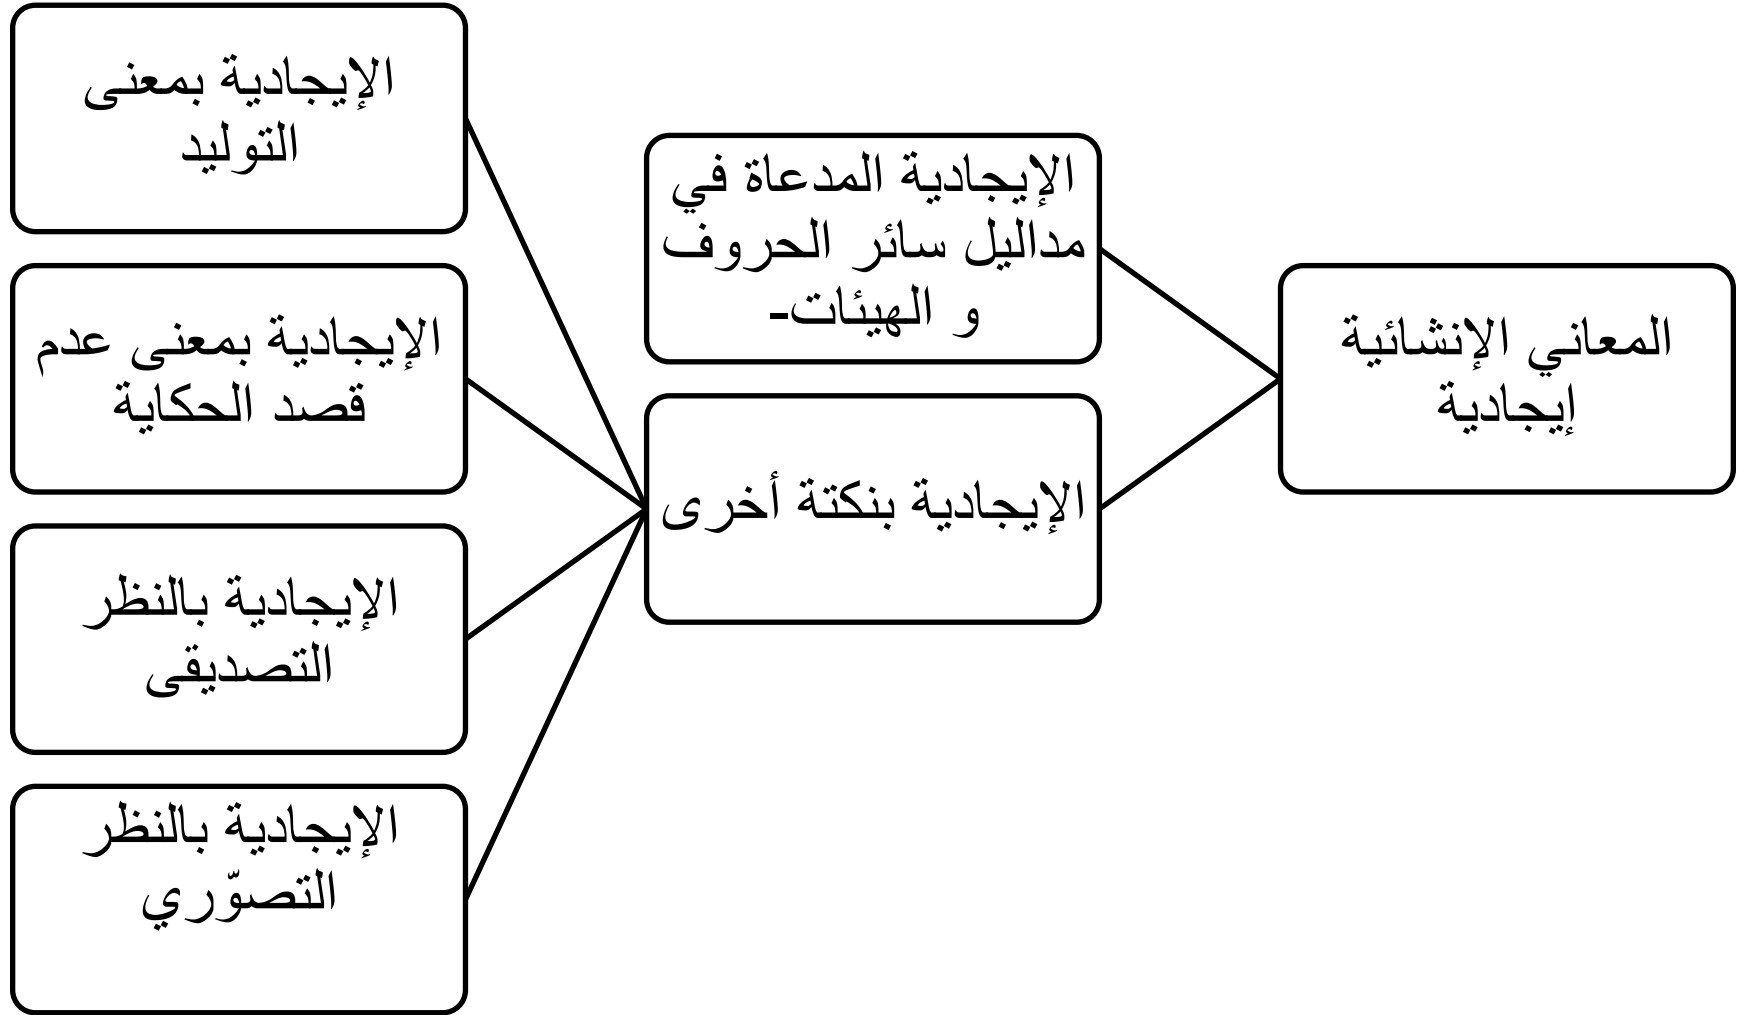 المعاني الإنشائية
إيجادية
الإيجادية المدعاة في
مداليل سائر الحروف
و الهيئات-
الإيجادية بنكتة أخرى
الإيجادية بمعنى
التوليد
الإيجادية بمعنى عدم
قصد الحكاية
الإيجادية بالنظر
التصديقى
الإيجادية بالنظر
التصوّري